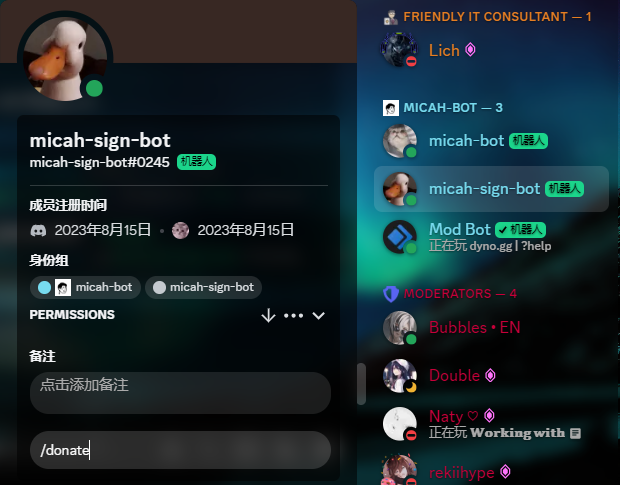 micah-sign-bot
micah-sign-bot#0245 机器人
成员注册时间
2023年8月15日 • 2023年8月15日
身份组
micah-bot micah-sign-bot
PERMISSIONS
备注
点击添加备注
/donate
FRIENDLY IT CONSULTANT — 1
Lich
MICAH-BOT — 3
micah-bot 机器人
micah-sign-bot 机器人
Mod Bot ✓ 机器人
正在玩 dyno.gg | ?help
MODERATORS — 4
Bubbles • EN
Double
Naty ♡
正在玩 Working with
rekiihype